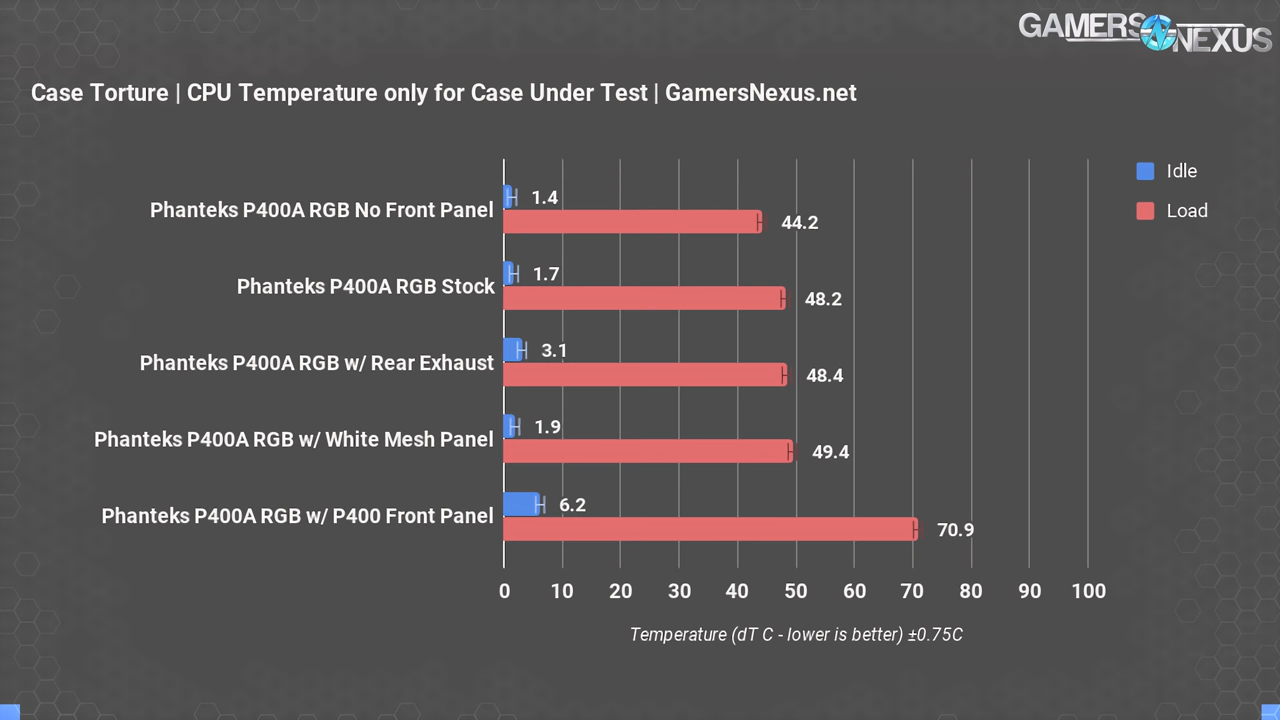 GAMERS NEXUS
Case Torture | CPU Temperature only for Case Under Test | GamersNexus.net
Idle
Load
Phanteks P400A RGB No Front Panel
1.4
44.2
Phanteks P400A RGB Stock
1.7
48.2
Phanteks P400A RGB w/ Rear Exhaust
3.1
48.4
Phanteks P400A RGB w/ White Mesh Panel
1.9
49.4
Phanteks P400A RGB w/ P400 Front Panel
6.2
70.9
0 10 20 30 40 50 60 70 80 90 100
Temperature (dT C - lower is better) ±0.75C